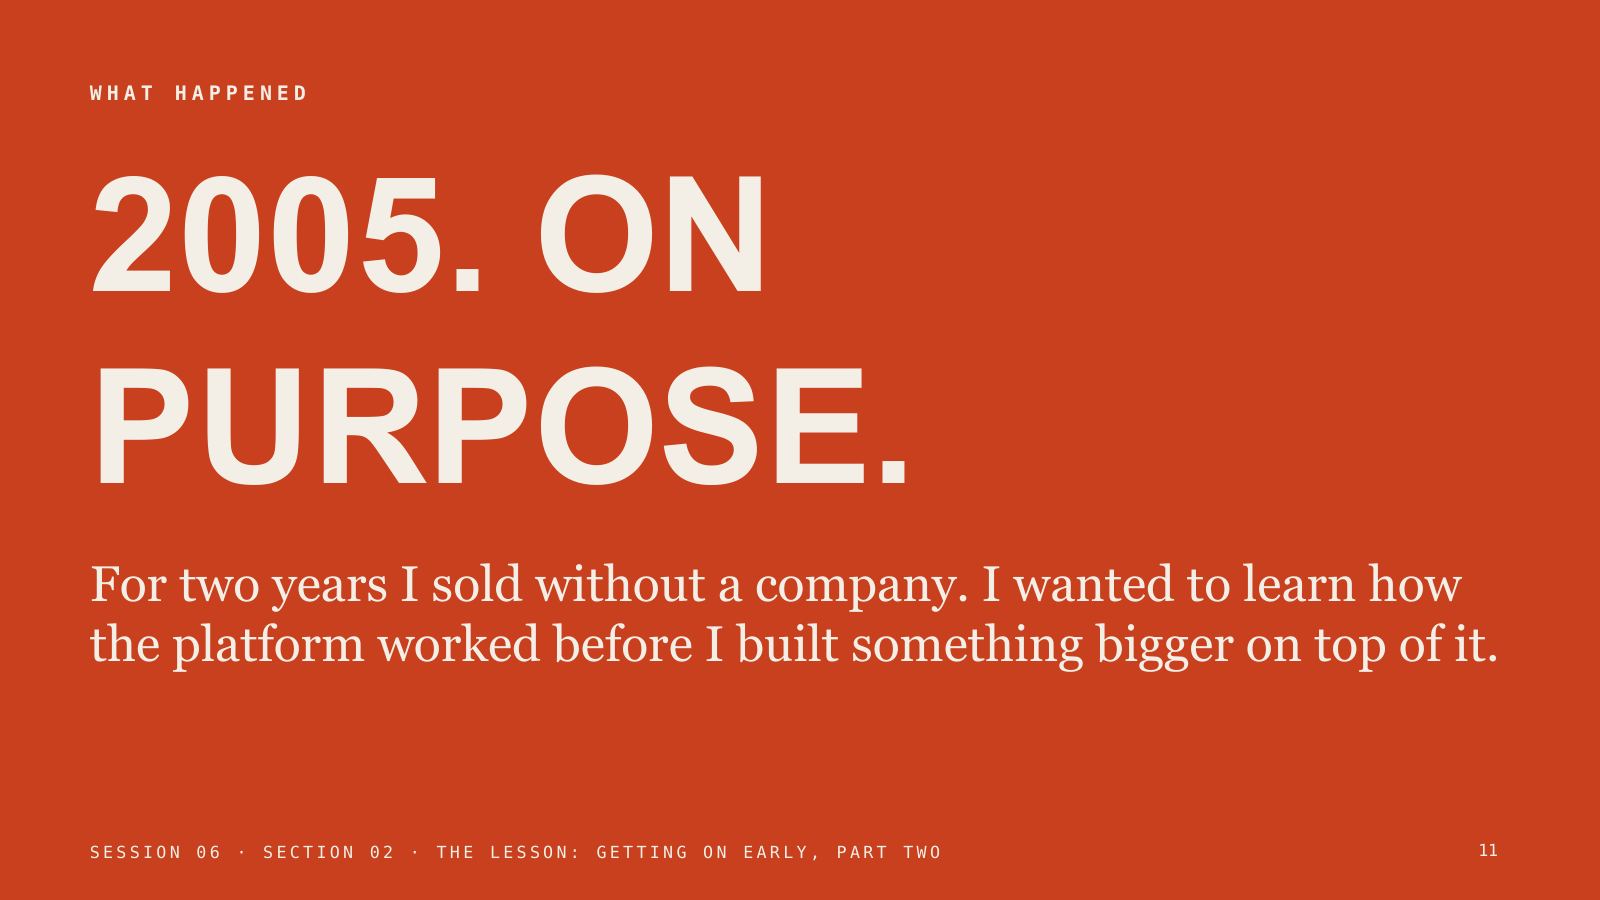 WHAT HAPPENED
2005. ON
PURPOSE.
For two years I sold without a company. I wanted to learn how
the platform worked before I built something bigger on top of it.
SESSION 06 · SECTION 02 · THE LESSON: GETTING ON EARLY, PART TWO
11